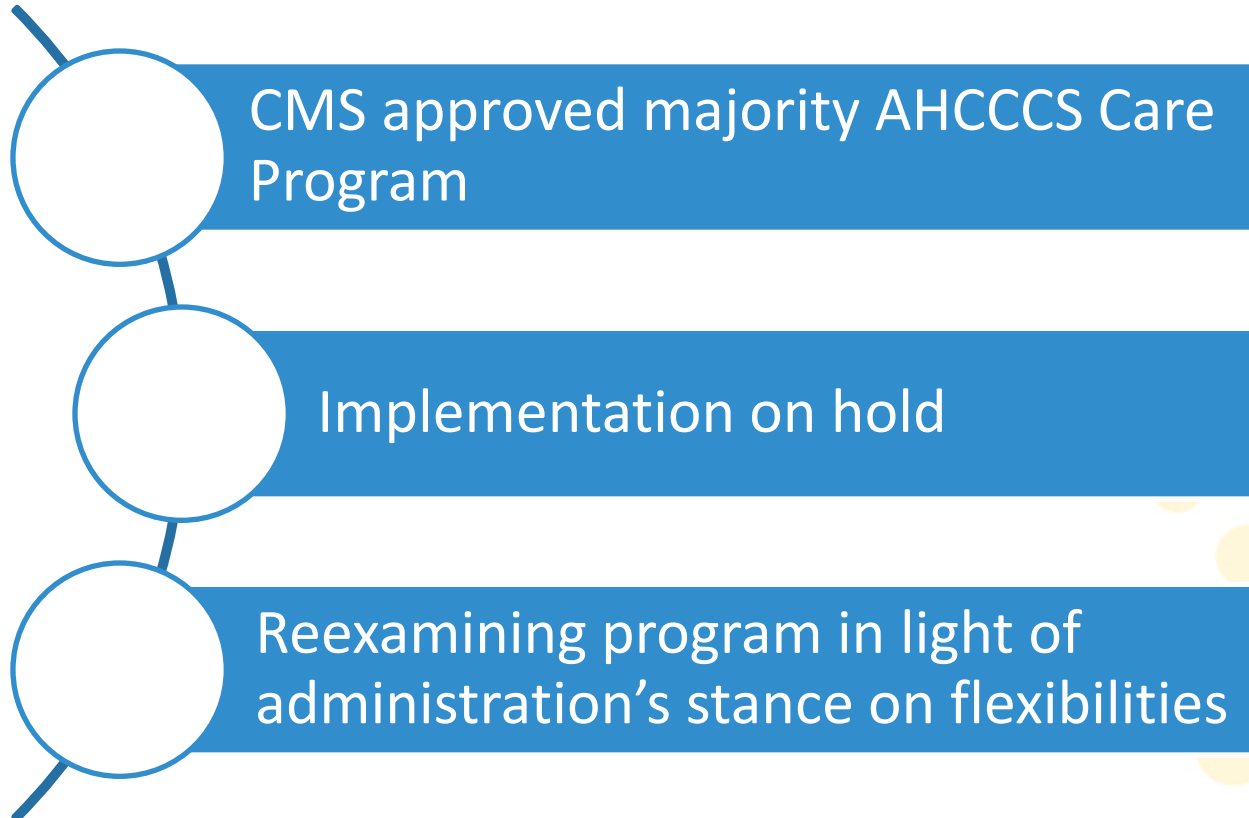 CMS approved majority AHCCCS Care
Program
Implementation on hold
Reexamining program in light of
administration’s stance on flexibilities